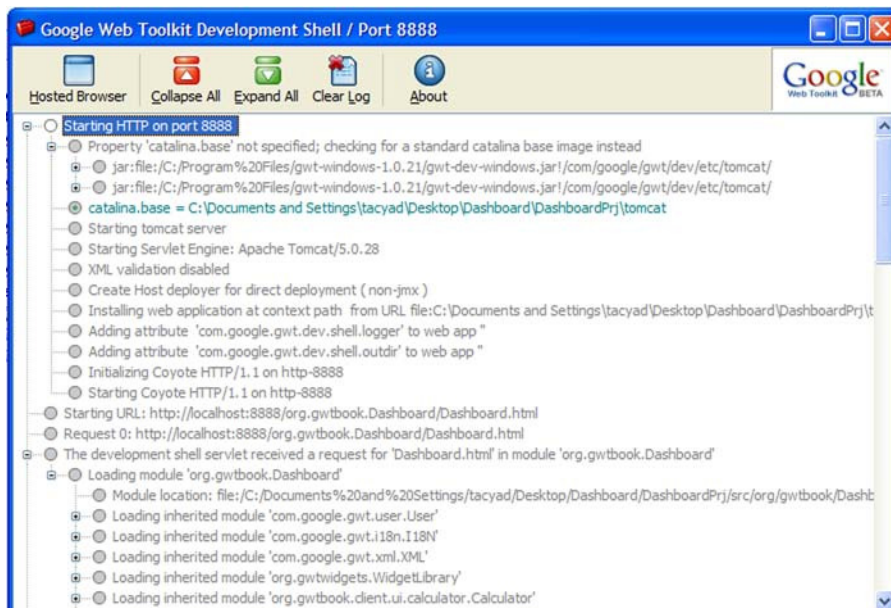 Google Web Toolkit Development Shell / Port 8888
Hosted Browser
Collapse All
Expand All
Clear Log
About
Google
Web Toolkit BETA
Starting HTTP on port 8888
Property 'catalina.base' not specified; checking for a standard catalina base image instead
jar:file:/C:/Program%20Files/gwt-windows-1.0.21/gwt-dev-windows.jar!/com/google/gwt/dev/etc/tomcat/
jar:file:/C:/Program%20Files/gwt-windows-1.0.21/gwt-dev-windows.jar!/com/google/gwt/dev/etc/tomcat/
catalina.base = C:\Documents and Settings\tacyad\Desktop\Dashboard\DashboardPrj\tomcat
Starting tomcat server
Starting Servlet Engine: Apache Tomcat/5.0.28
XML validation disabled
Create Host deployer for direct deployment ( non-jmx )
Installing web application at context path  from URL file:C:\Documents and Settings\tacyad\Desktop\Dashboard\DashboardPrj\t
Adding attribute 'com.google.gwt.dev.shell.logger' to web app ''
Adding attribute 'com.google.gwt.dev.shell.outdir' to web app ''
Initializing Coyote HTTP/1.1 on http-8888
Starting Coyote HTTP/1.1 on http-8888
Starting URL: http://localhost:8888/org.gwtbook.Dashboard/Dashboard.html
Request 0: http://localhost:8888/org.gwtbook.Dashboard/Dashboard.html
The development shell servlet received a request for 'Dashboard.html' in module 'org.gwtbook.Dashboard'
Loading module 'org.gwtbook.Dashboard'
Module location: file:/C:/Documents%20and%20Settings/tacyad/Desktop/Dashboard/DashboardPrj/src/org/gwtbook/Dashb
Loading inherited module 'com.google.gwt.user.User'
Loading inherited module 'com.google.gwt.i18n.I18N'
Loading inherited module 'com.google.gwt.xml.XML'
Loading inherited module 'org.gwtwidgets.WidgetLibrary'
Loading inherited module 'org.gwtbook.client.ui.calculator.Calculator'